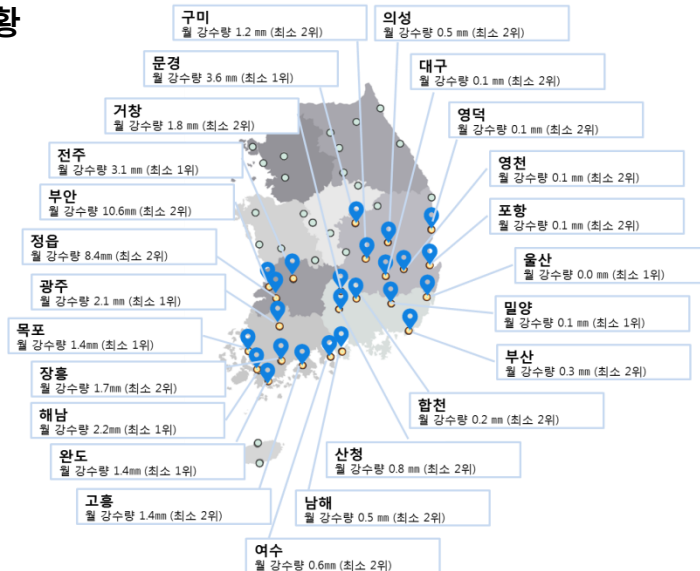 황
구미
월 강수량 1.2 mm (최소 2위)
의성
월 강수량 0.5 mm (최소 2위)
문경
월 강수량 3.6 mm (최소 1위)
대구
월 강수량 0.1 mm (최소 2위)
거창
월 강수량 1.8 mm (최소 2위)
영덕
월 강수량 0.1 mm (최소 2위)
전주
월 강수량 3.1 mm (최소 1위)
영천
월 강수량 0.1 mm (최소 2위)
부안
월 강수량 10.6mm (최소 2위)
포항
월 강수량 0.1 mm (최소 2위)
정읍
월 강수량 8.4mm (최소 2위)
울산
월 강수량 0.0 mm (최소 1위)
광주
월 강수량 2.1 mm (최소 1위)
밀양
월 강수량 0.1 mm (최소 1위)
목포
월 강수량 1.4mm (최소 1위)
부산
월 강수량 0.3 mm (최소 2위)
장흥
월 강수량 1.7mm (최소 2위)
합천
월 강수량 0.2 mm (최소 2위)
해남
월 강수량 2.2mm (최소 1위)
완도
월 강수량 1.4mm (최소 1위)
산청
월 강수량 0.8 mm (최소 2위)
고흥
월 강수량 1.4mm (최소 2위)
남해
월 강수량 0.5 mm (최소 2위)
여수
월 강수량 0.6mm (최소 2위)